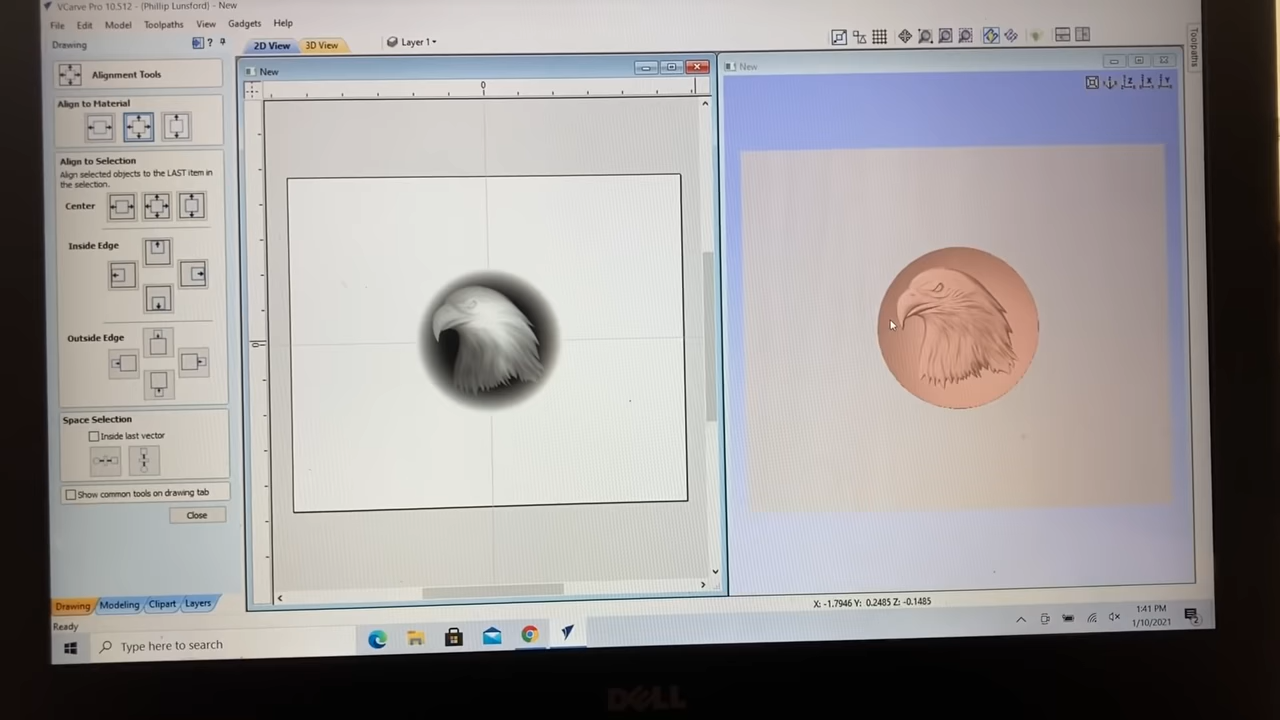 VCarve Pro 10.512 - (Phillip Lunsford) - New
File Edit Model Toolpaths View Gadgets Help
Drawing ?
2D View 3D View Layer 1
Toolpaths
New
New
Alignment Tools
Align to Material
Align to Selection
Align selected objects to the LAST item in
the selection.
Center
Inside Edge
Outside Edge
Space Selection
Inside last vector
Show common tools on drawing tab
Close
0
0
Z X Y
Drawing Modeling Clipart Layers
Ready
X: -1.7946 Y: 0.2485 Z: -0.1485
Type here to search
1:41 PM
1/10/2021
2
DELL